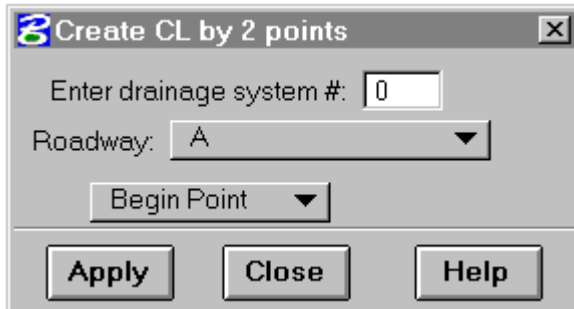 Create CL by 2 points
Enter drainage system #: 0
Roadway: A
Begin Point
Apply Close Help